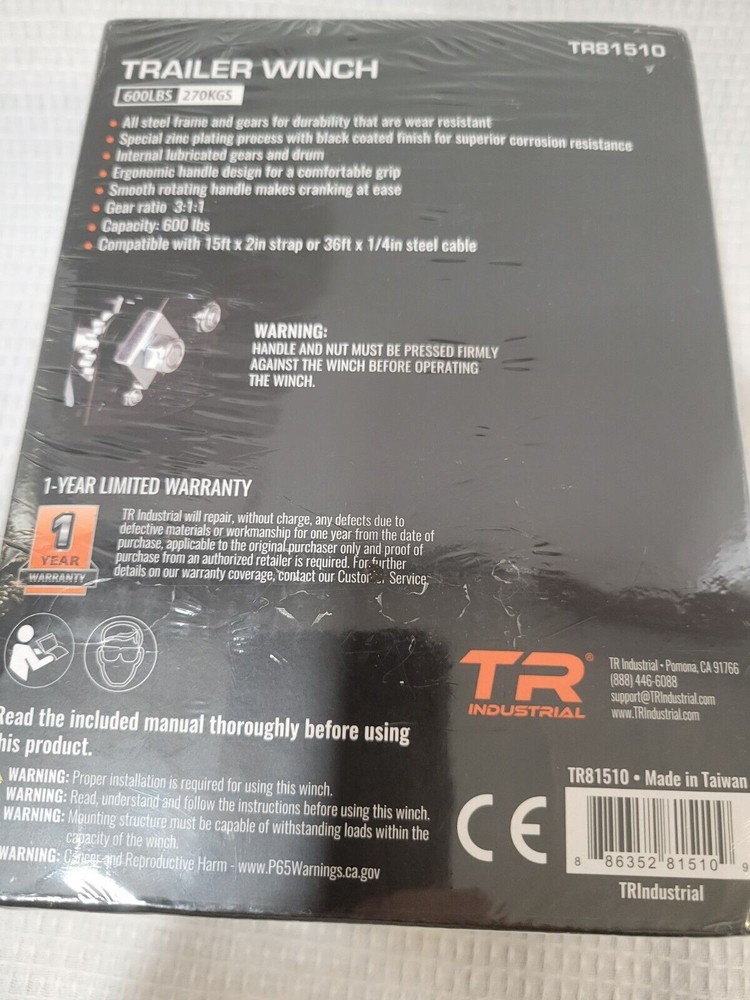 TR81510
TRAILER WINCH
600LBS 270KGS
• All steel frame and gears for durability that are wear resistant
• Special zinc plating process with black coated finish for superior corrosion resistance
• Internal lubricated gears and drum
• Ergonomic handle design for a comfortable grip
• Smooth rotating handle makes cranking at ease
• Gear ratio 3:1:1
• Capacity: 600 lbs
• Compatible with 15ft x 2in strap or 36ft x 1/4in steel cable
WARNING:
HANDLE AND NUT MUST BE PRESSED FIRMLY
AGAINST THE WINCH BEFORE OPERATING
THE WINCH.
1-YEAR LIMITED WARRANTY
1
YEAR
WARRANTY
TR Industrial will repair, without charge, any defects due to
defective materials or workmanship for one year from the date of
purchase, applicable to the original purchaser only and proof of
purchase from an authorized retailer is required. For further
details on our warranty coverage, contact our Customer Service.
TR®
INDUSTRIAL
TR Industrial • Pomona, CA 91766
(888) 446-6088
support@TRIndustrial.com
www.TRIndustrial.com
Read the included manual thoroughly before using
this product.
WARNING: Proper installation is required for using this winch.
WARNING: Read, understand and follow the instructions before using this winch.
WARNING: Mounting structure must be capable of withstanding loads within the
capacity of the winch.
WARNING: Cancer and Reproductive Harm - www.P65Warnings.ca.gov
CE
TR81510 • Made in Taiwan
8 86352 81510 9
TRIndustrial